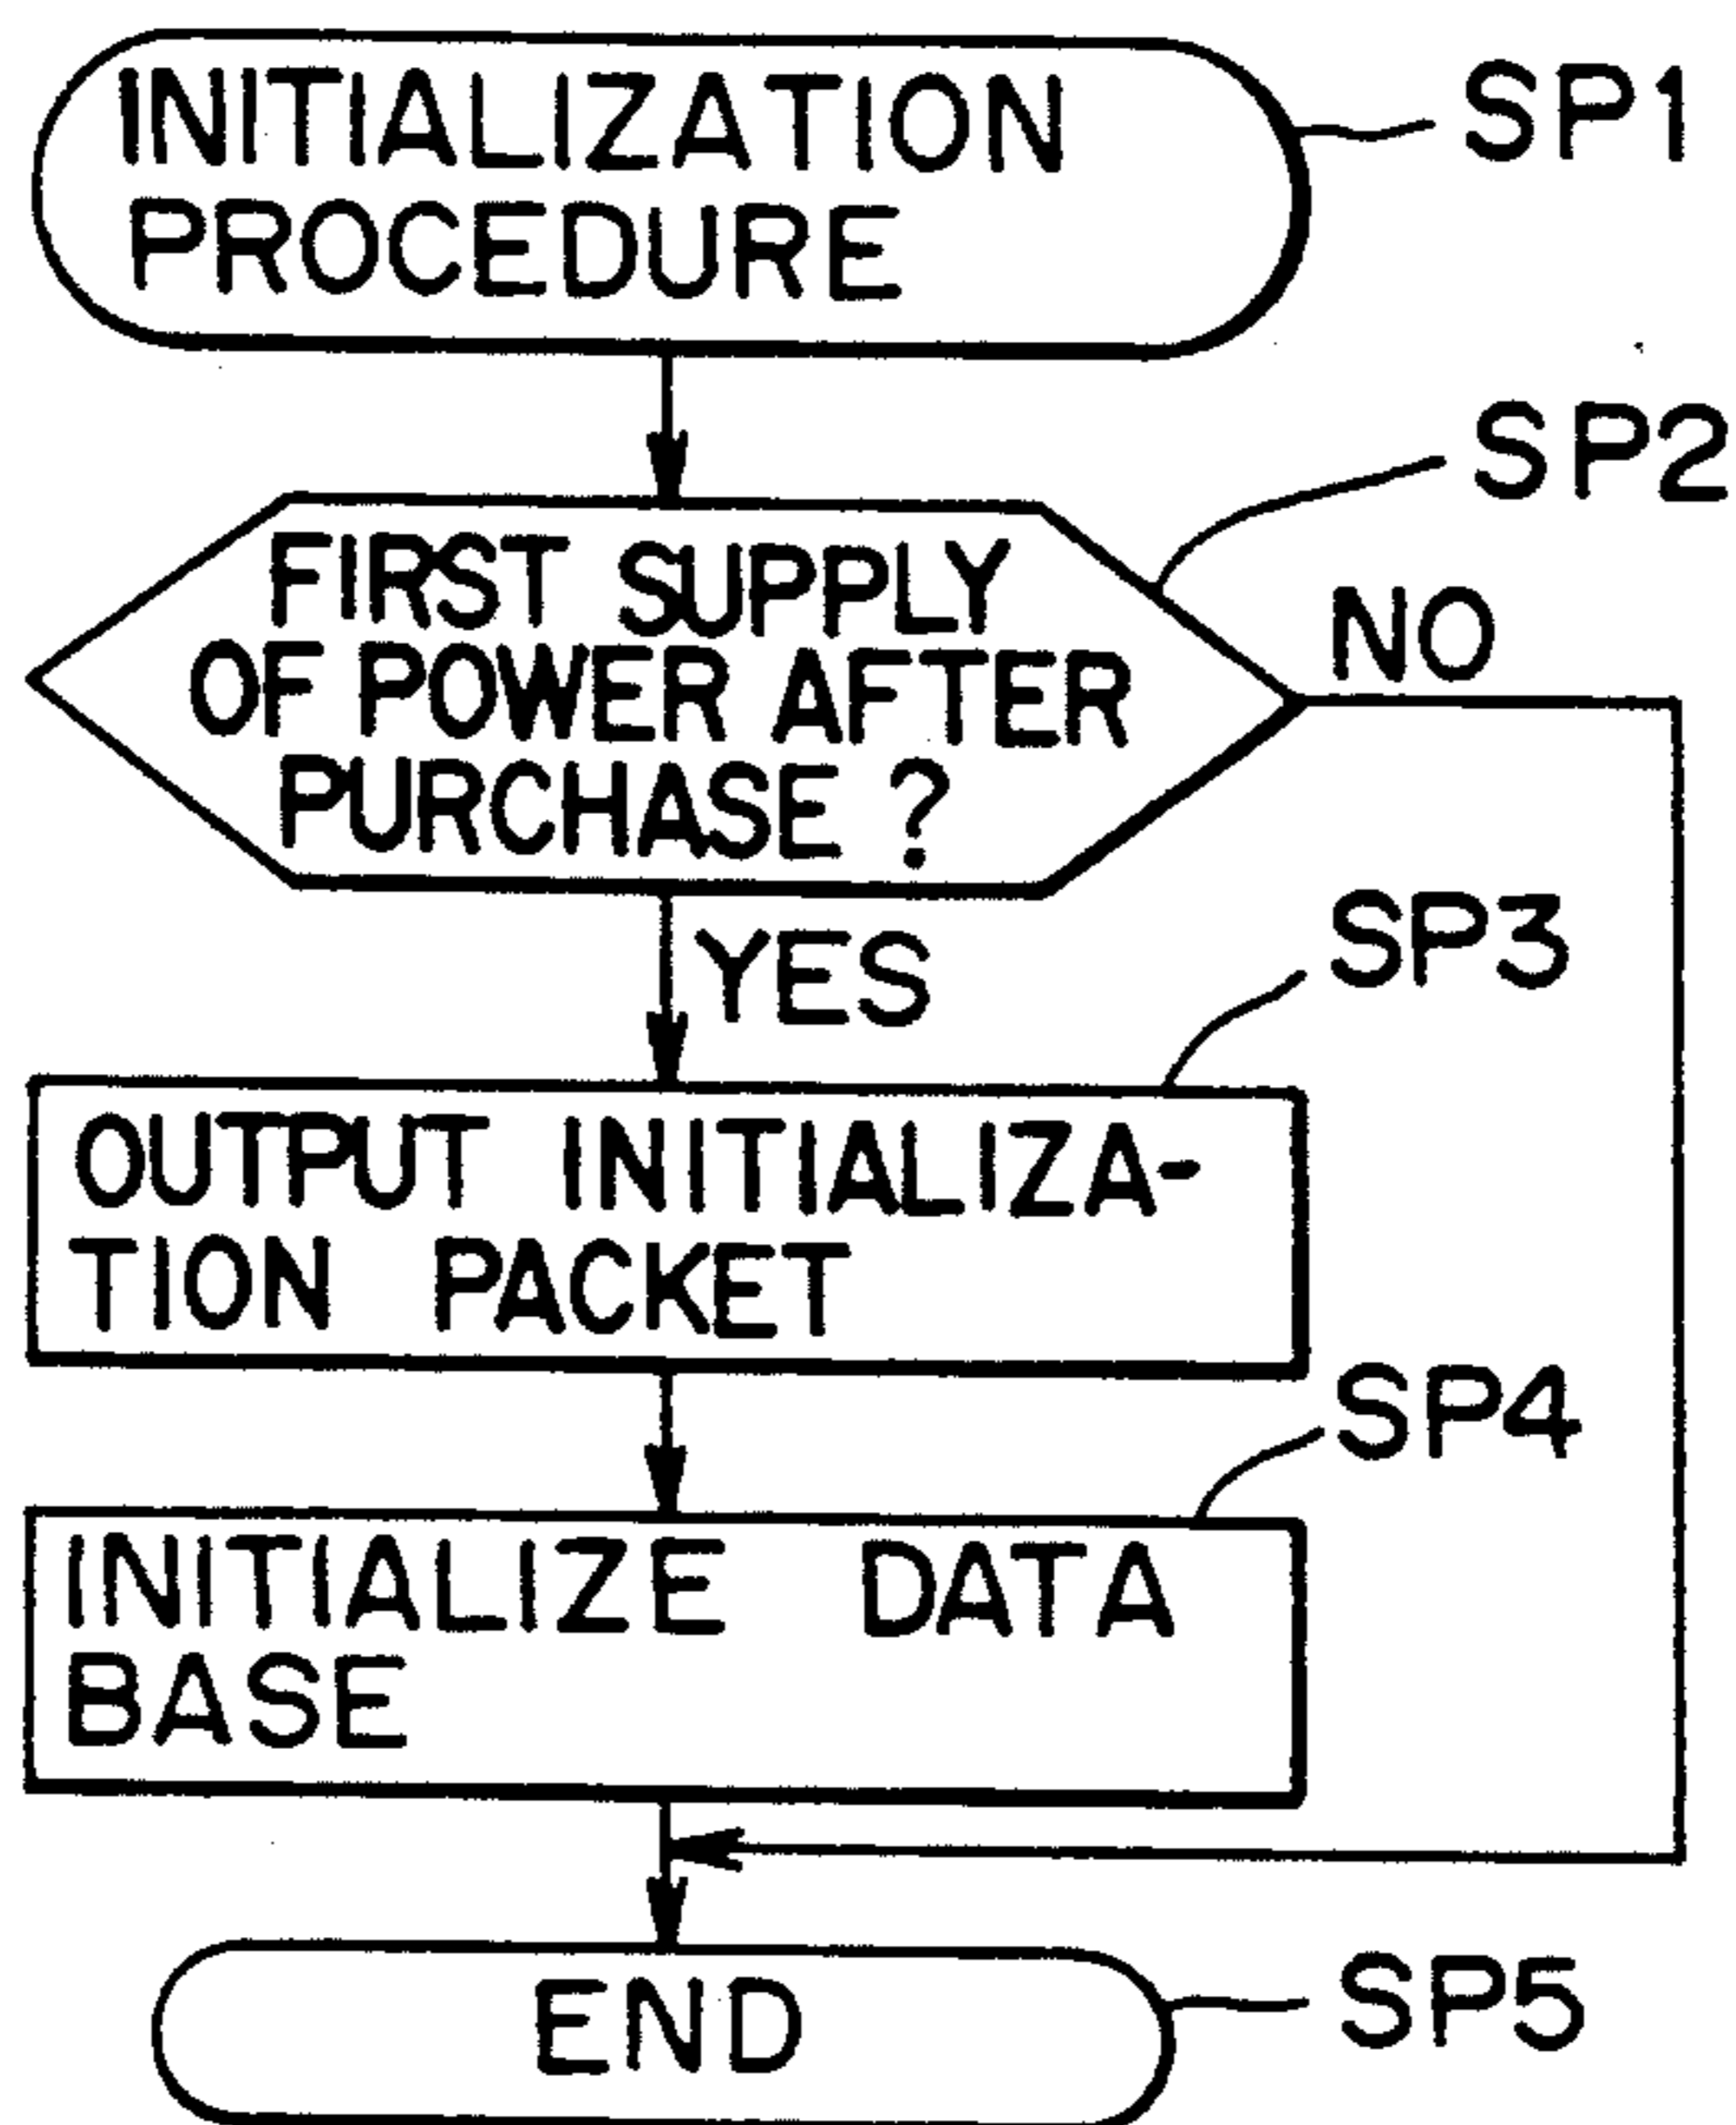 INITIALIZATION
PROCEDURE
SP1
SP2
FIRST SUPPLY
OF POWER AFTER
PURCHASE ?
NO
YES
SP3
OUTPUT INITIALIZA-
TION PACKET
SP4
INITIALIZE DATA
BASE
END
SP5